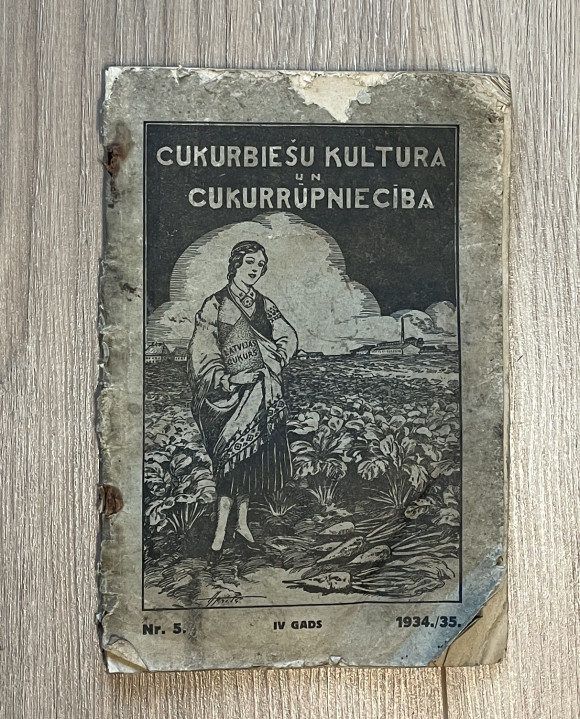 CUKURBIEŠU KULTURA
UN
CUKURRŪPNIECĪBA
LATVIJAS
CUKURS
Nr. 5.
IV GADS
1934./35.